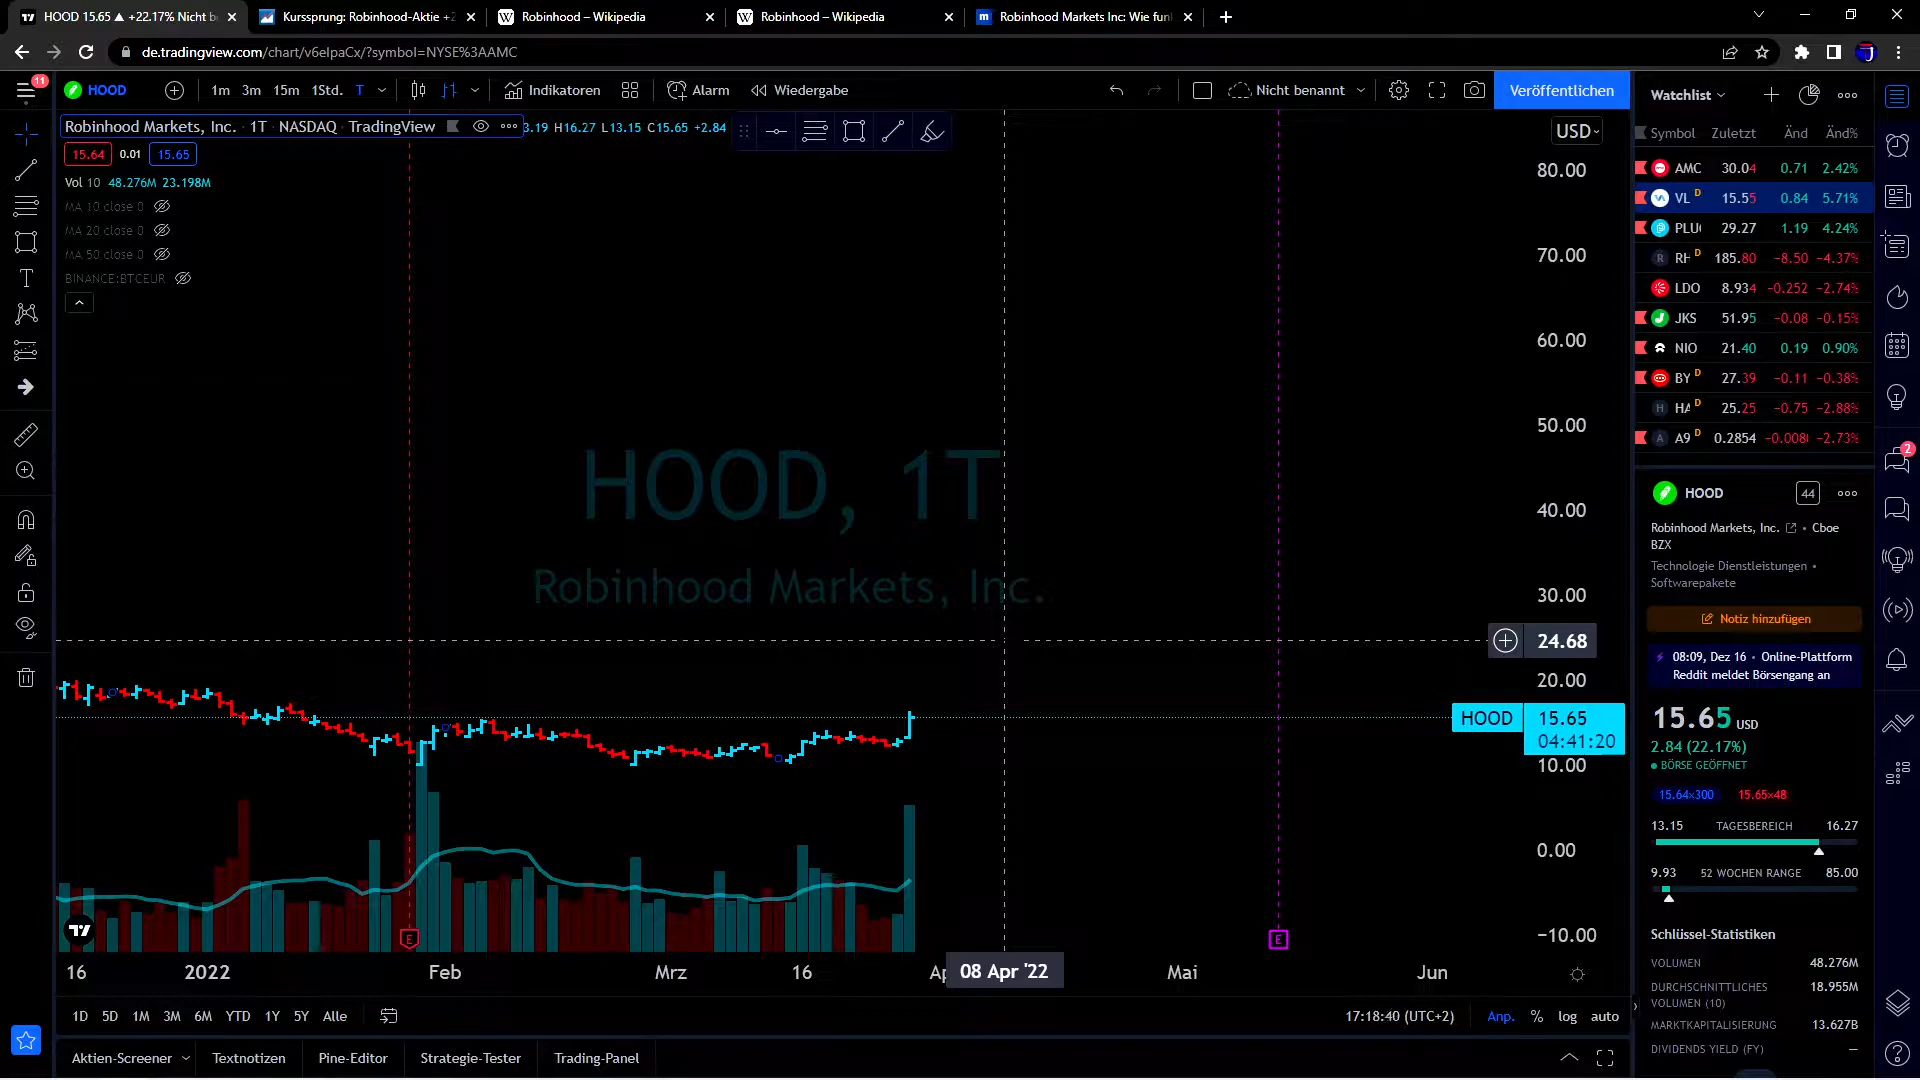 HOOD 15.65 ▲ +22.17% Nicht b
Kurssprung: Robinhood-Aktie +2
Robinhood – Wikipedia
Robinhood – Wikipedia
Robinhood Markets Inc: Wie fun
de.tradingview.com/chart/v6elpaCx/?symbol=NYSE%3AAMC
11
HOOD
1m 3m 15m 1Std. T
Indikatoren
Alarm
Wiedergabe
Nicht benannt
Veröffentlichen
Robinhood Markets, Inc. · 1T · NASDAQ · TradingView
3.19 H16.27 L13.15 C15.65 +2.84
15.64 0.01 15.65
Vol 10 48.276M 23.198M
MA 10 close 0
MA 20 close 0
MA 50 close 0
BINANCE:BTCEUR
HOOD, 1T
Robinhood Markets, Inc.
USD
80.00
70.00
60.00
50.00
40.00
30.00
24.68
20.00
HOOD 15.65
04:41:20
10.00
0.00
−10.00
E
E
16 2022 Feb Mrz 16 Ap 08 Apr '22 Mai Jun
1D 5D 1M 3M 6M YTD 1Y 5Y Alle
17:18:40 (UTC+2) Anp. % log auto
Aktien-Screener Textnotizen Pine-Editor Strategie-Tester Trading-Panel
Watchlist
Symbol Zuletzt Änd Änd%
AMC 30.04 0.71 2.42%
VL D 15.55 0.84 5.71%
PLU 29.27 1.19 4.24%
R RH D 185.80 −8.50 −4.37%
LDO 8.934 −0.252 −2.74%
JKS 51.95 −0.08 −0.15%
NIO 21.40 0.19 0.90%
BY D 27.39 −0.11 −0.38%
H HA D 25.25 −0.75 −2.88%
A A9 D 0.2854 −0.008 −2.73%
HOOD 44
Robinhood Markets, Inc. • Cboe
BZX
Technologie Dienstleistungen •
Softwarepakete
Notiz hinzufügen
08:09, Dez 16 • Online-Plattform
Reddit meldet Börsengang an
15.65 USD
2.84 (22.17%)
BÖRSE GEÖFFNET
15.64×300 15.65×48
13.15 TAGESBEREICH 16.27
9.93 52 WOCHEN RANGE 85.00
Schlüssel-Statistiken
VOLUMEN 48.276M
DURCHSCHNITTLICHES
VOLUMEN (10) 18.955M
MARKTKAPITALISIERUNG 13.627B
DIVIDENDS YIELD (FY) —
2